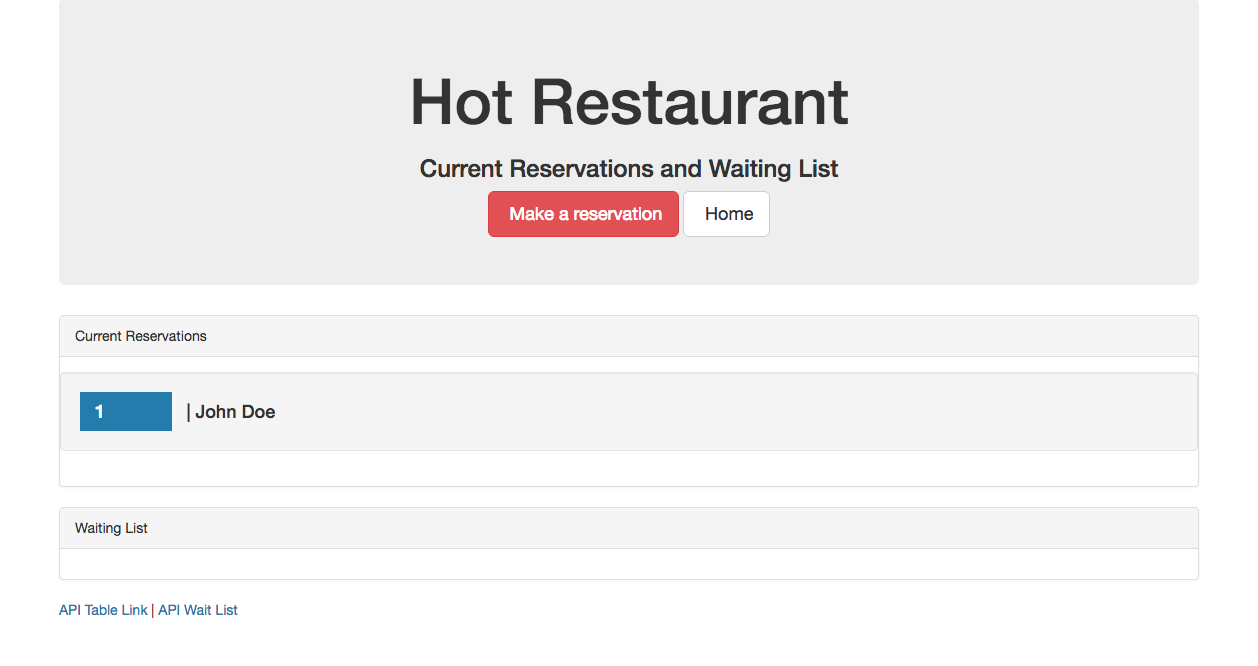 Hot Restaurant
Current Reservations and Waiting List
Make a reservation Home
Current Reservations
1 | John Doe
Waiting List
API Table Link | API Wait List